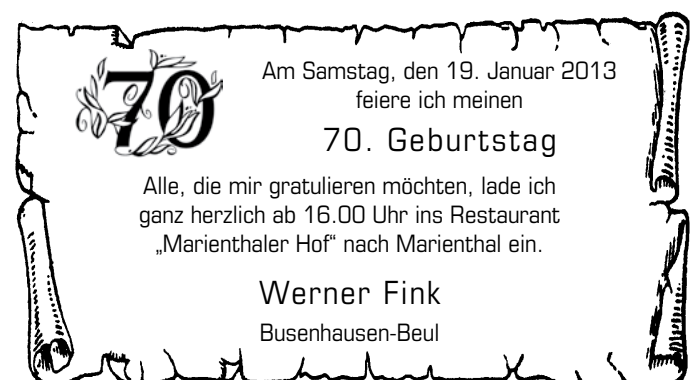 70
Am Samstag, den 19. Januar 2013
feiere ich meinen
70. Geburtstag
Alle, die mir gratulieren möchten, lade ich
ganz herzlich ab 16.00 Uhr ins Restaurant
„Marienthaler Hof“ nach Marienthal ein.
Werner Fink
Busenhausen-Beul